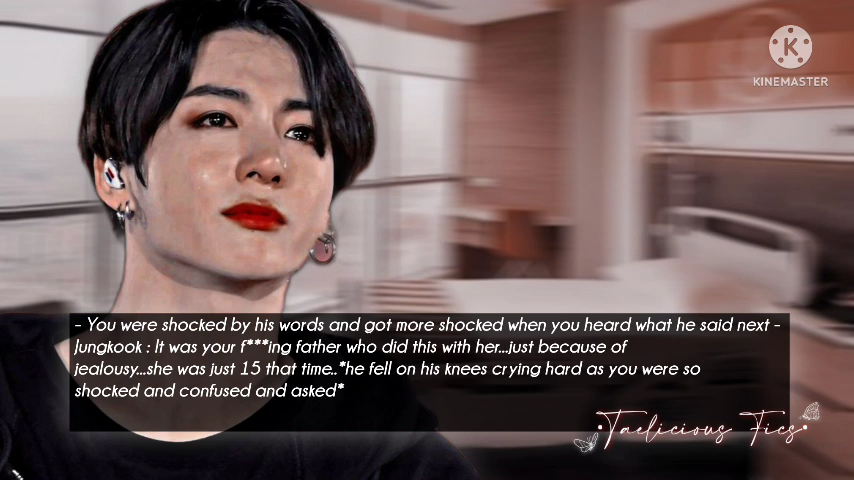 K
KINEMASTER
- You were shocked by his words and got more shocked when you heard what he said next -
Jungkook : It was your f***ing father who did this with her...just because of
jealousy...she was just 15 that time..*he fell on his knees crying hard as you were so
shocked and confused and asked*
•Taelicious Fics•